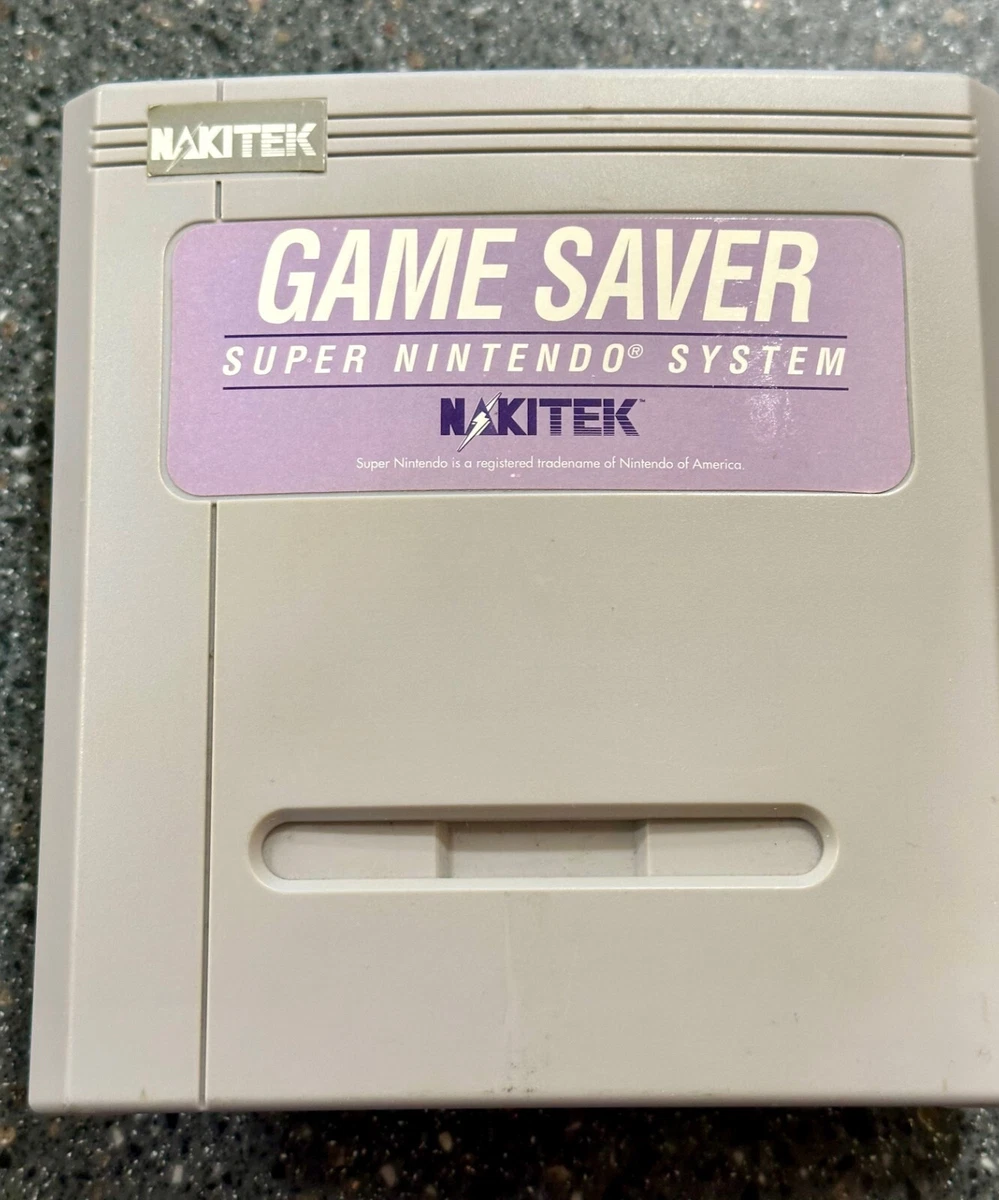 NAKITEK
GAME SAVER
SUPER NINTENDO® SYSTEM
NAKITEK™
Super Nintendo is a registered tradename of Nintendo of America.